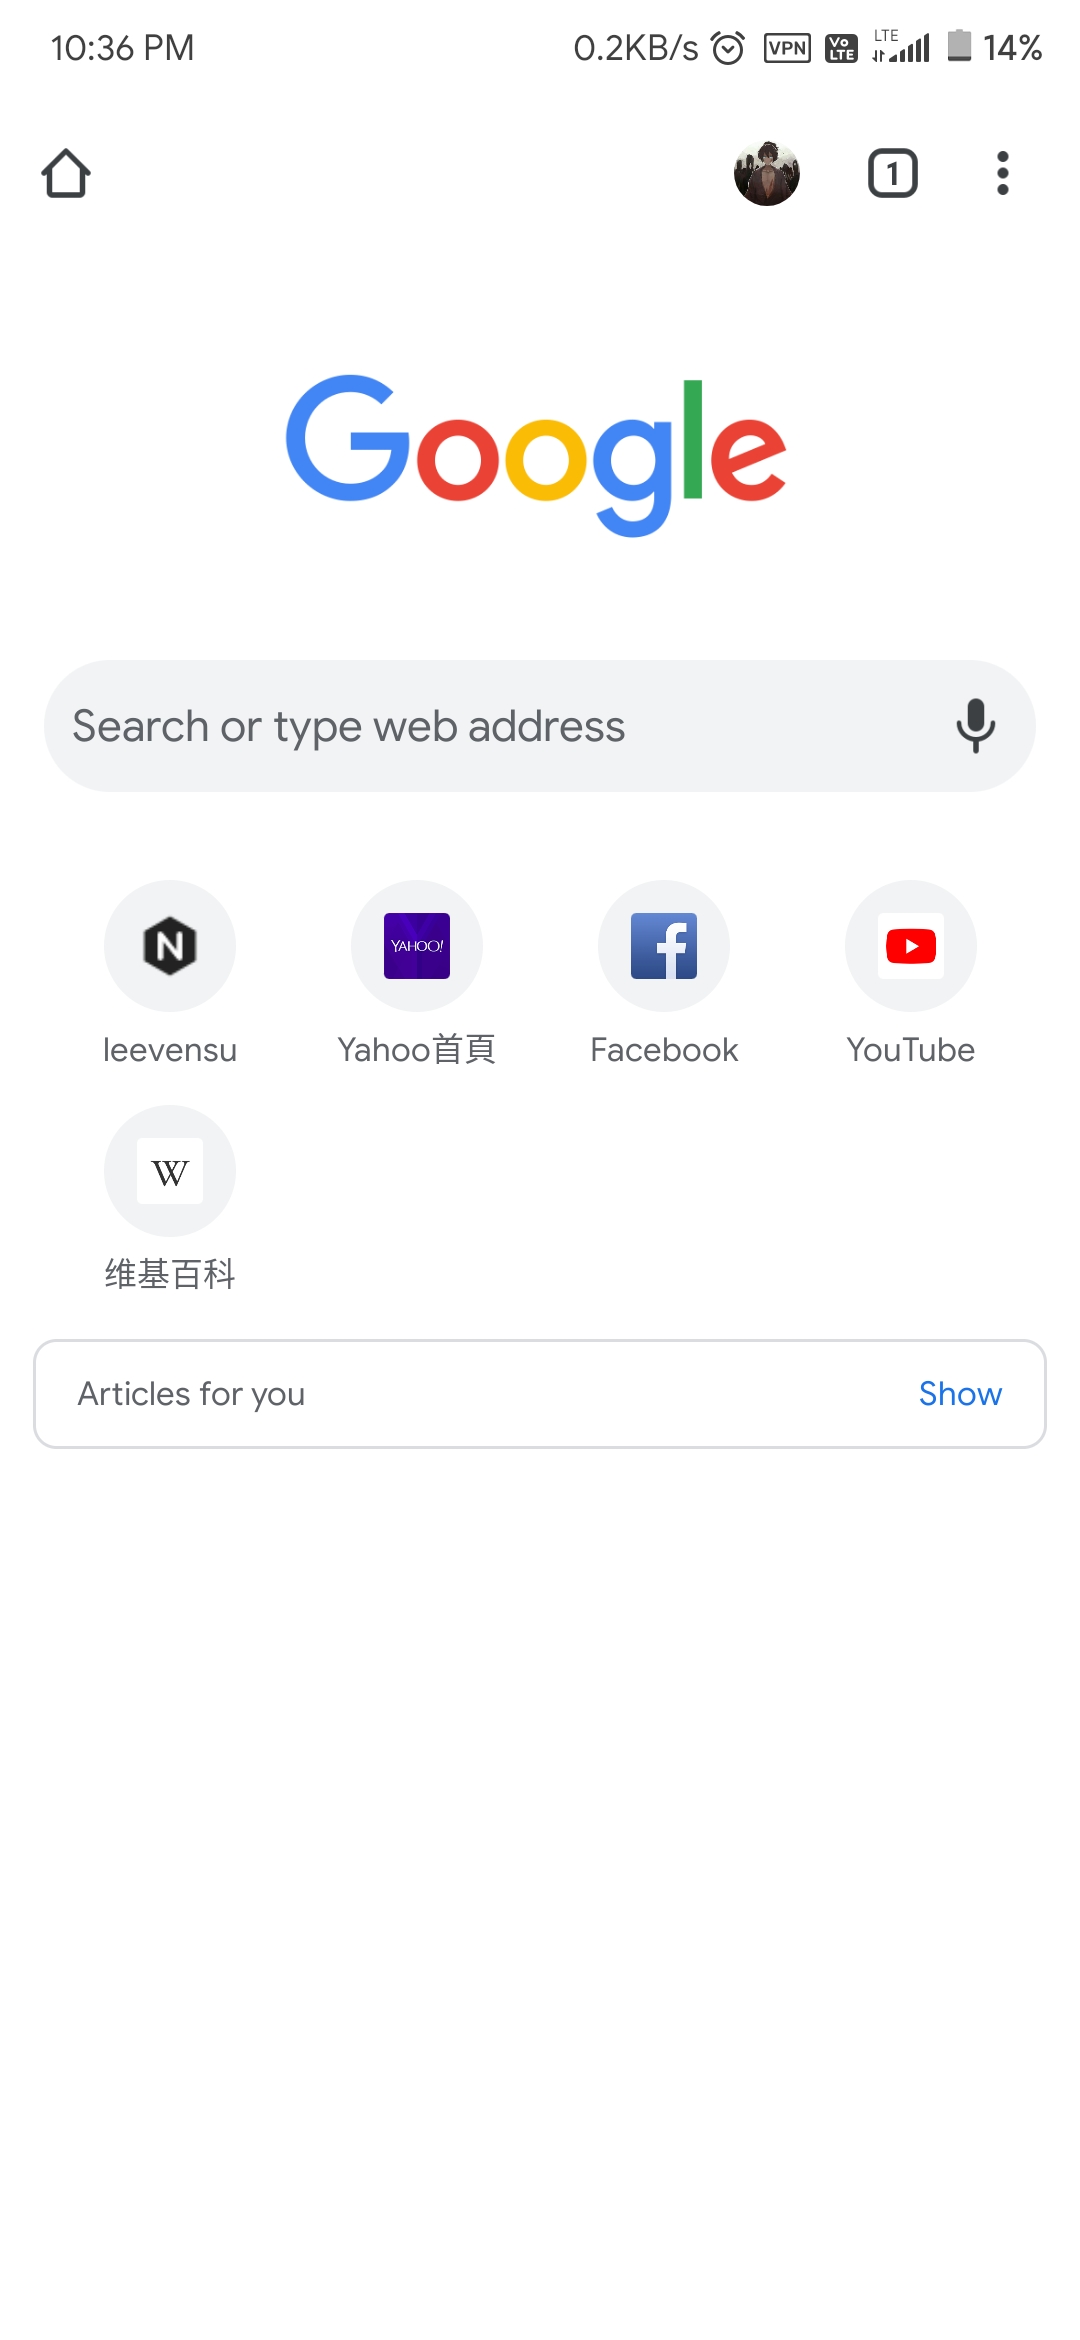 10:36 PM 0.2KB/s VPN Vo LTE LTE 14%
1
Google
Search or type web address
N YAHOO! f
leevensu Yahoo首頁 Facebook YouTube
W
维基百科
Articles for you Show